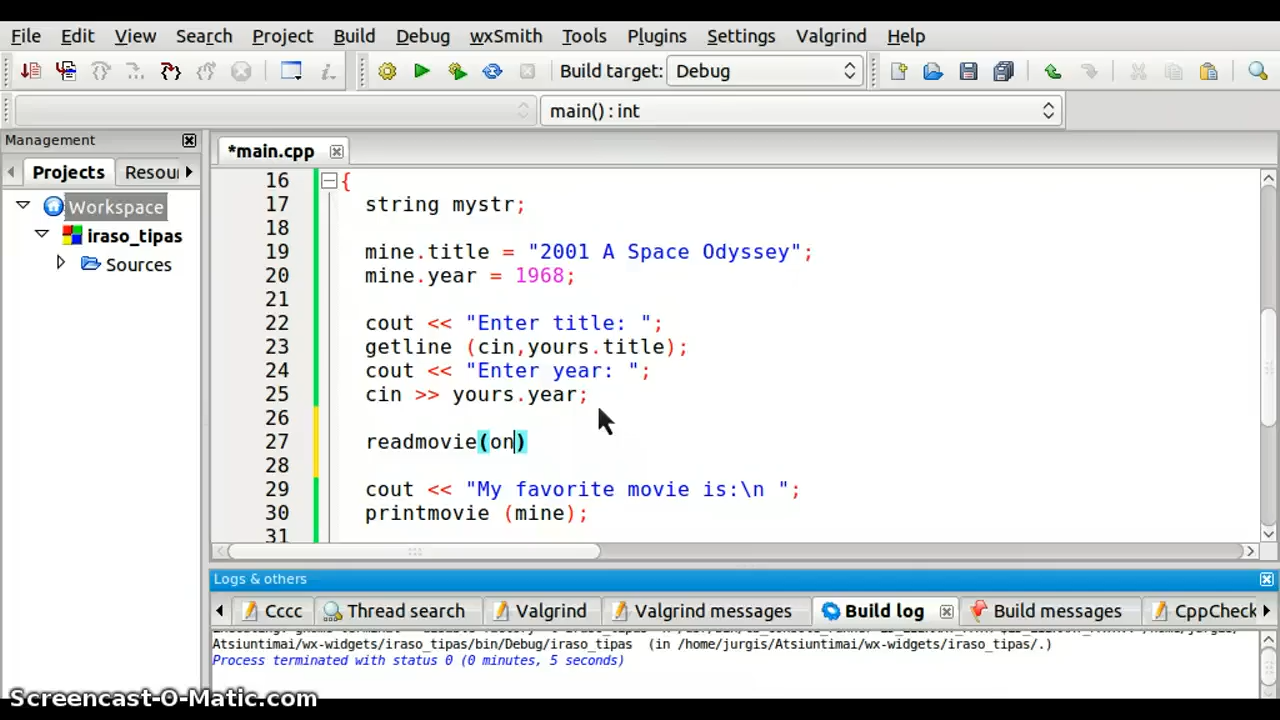 File Edit View Search Project Build Debug wxSmith Tools Plugins Settings Valgrind Help
Build target: Debug
main() : int
Management
Projects Resou
Workspace
iraso_tipas
Sources
*main.cpp
16 {
17 string mystr;
18
19 mine.title = "2001 A Space Odyssey";
20 mine.year = 1968;
21
22 cout << "Enter title: ";
23 getline (cin,yours.title);
24 cout << "Enter year: ";
25 cin >> yours.year;
26
27 readmovie(on)
28
29 cout << "My favorite movie is:\n ";
30 printmovie (mine);
31
Logs & others
Cccc Thread search Valgrind Valgrind messages Build log Build messages CppCheck
Atsiuntimai/wx-widgets/iraso_tipas/bin/Debug/iraso_tipas (in /home/jurgis/Atsiuntimai/wx-widgets/iraso_tipas/.)
Process terminated with status 0 (0 minutes, 5 seconds)
Screencast-O-Matic.com